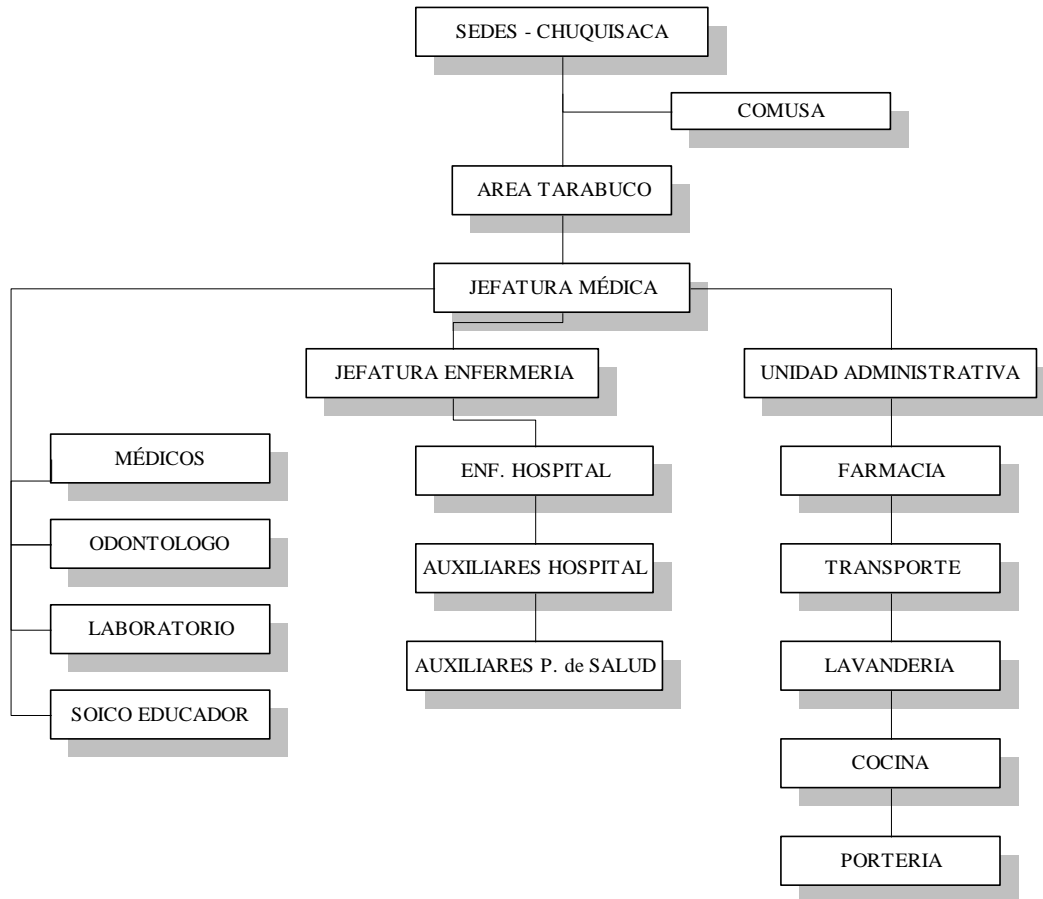 SEDES - CHUQUISACA
COMUSA
AREA TARABUCO
JEFATURA MÉDICA
JEFATURA ENFERMERIA
UNIDAD ADMINISTRATIVA
MÉDICOS
ENF. HOSPITAL
FARMACIA
ODONTOLOGO
AUXILIARES HOSPITAL
TRANSPORTE
LABORATORIO
AUXILIARES P. de SALUD
LAVANDERIA
SOICO EDUCADOR
COCINA
PORTERIA